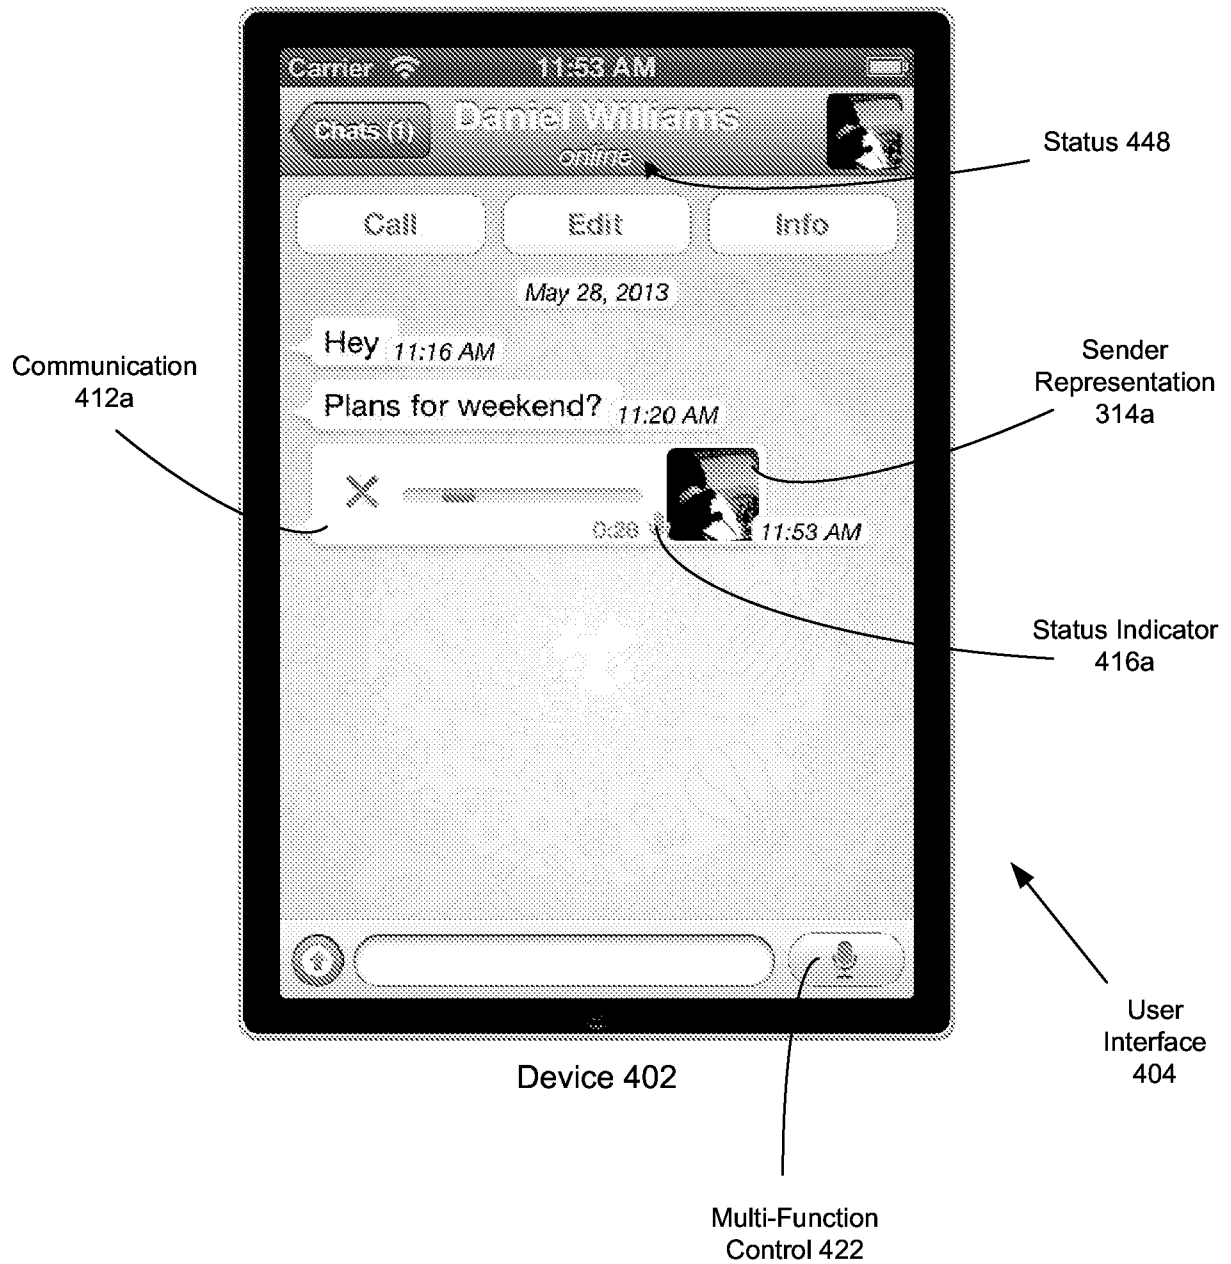 Carrier 11:53 AM
Chats (1)
Daniel Williams
online
Status 448
Call Edit Info
May 28, 2013
Hey 11:16 AM
Plans for weekend? 11:20 AM
Communication
412a
Sender
Representation
314a
0:28
11:53 AM
Status Indicator
416a
User
Interface
404
Device 402
Multi-Function
Control 422